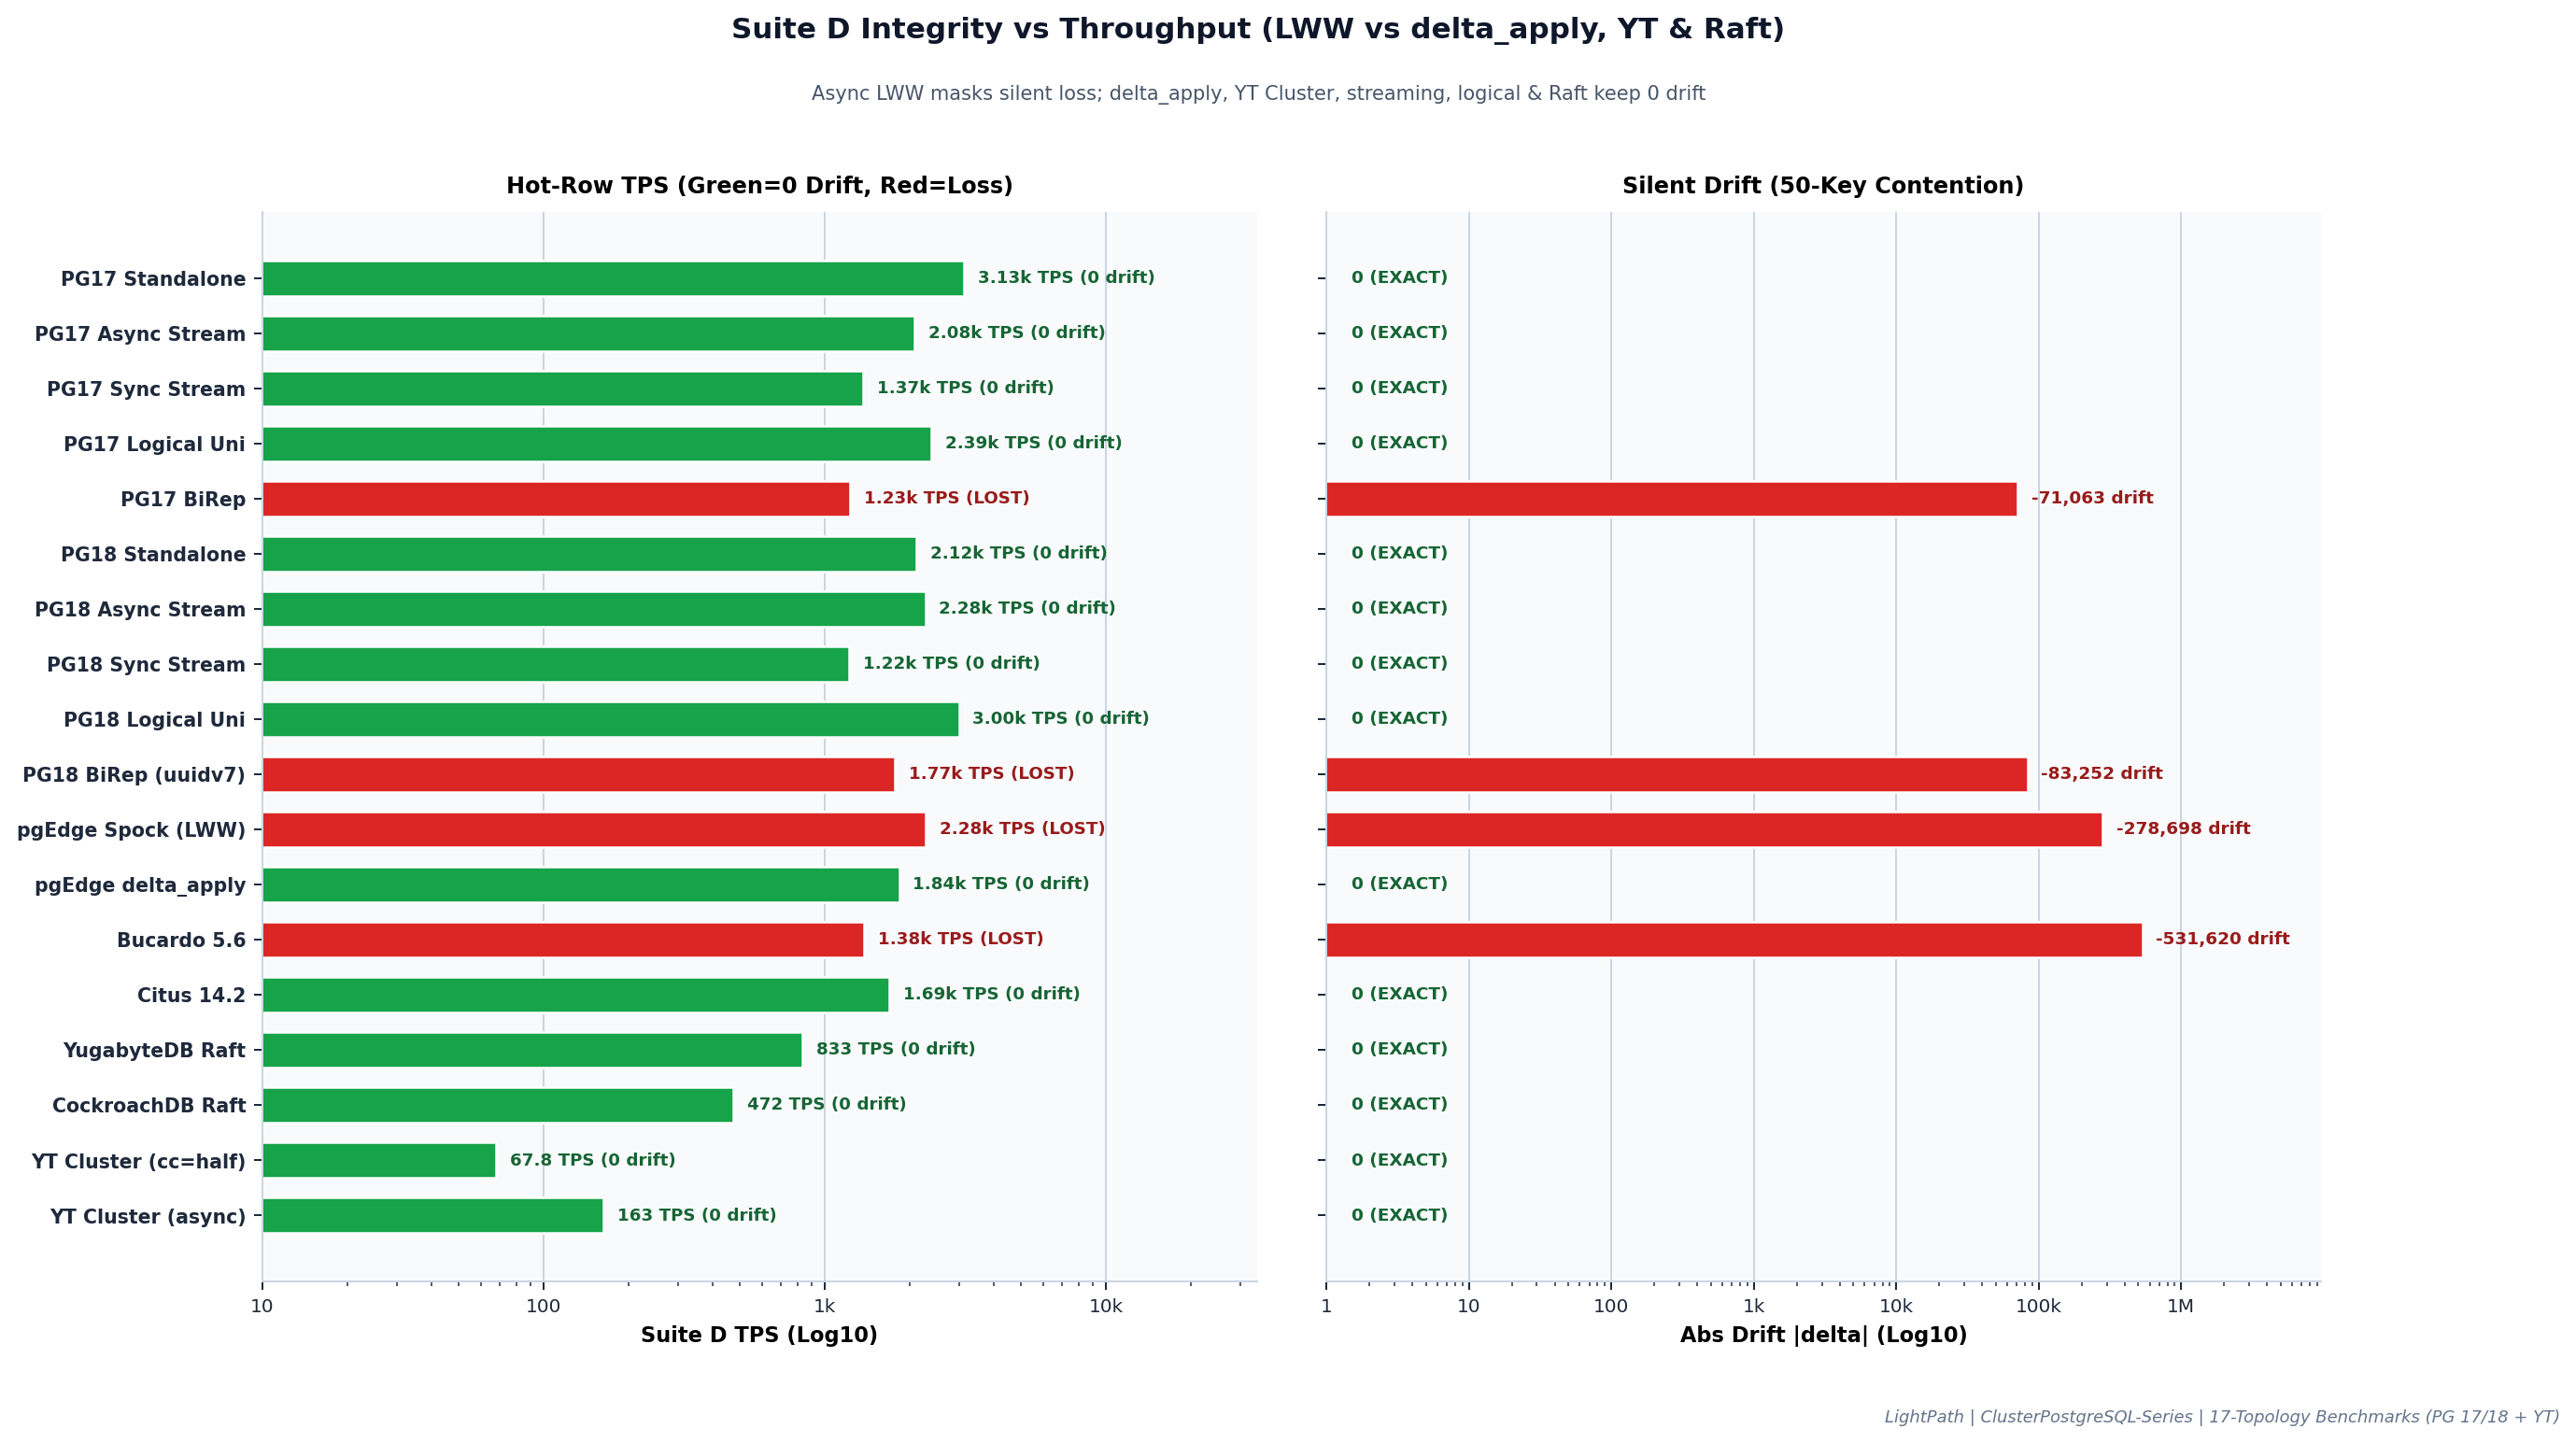 Suite D Integrity vs Throughput (LWW vs delta_apply, YT & Raft)
Async LWW masks silent loss; delta_apply, YT Cluster, streaming, logical & Raft keep 0 drift
Hot-Row TPS (Green=0 Drift, Red=Loss)
PG17 Standalone 3.13k TPS (0 drift)
PG17 Async Stream 2.08k TPS (0 drift)
PG17 Sync Stream 1.37k TPS (0 drift)
PG17 Logical Uni 2.39k TPS (0 drift)
PG17 BiRep 1.23k TPS (LOST)
PG18 Standalone 2.12k TPS (0 drift)
PG18 Async Stream 2.28k TPS (0 drift)
PG18 Sync Stream 1.22k TPS (0 drift)
PG18 Logical Uni 3.00k TPS (0 drift)
PG18 BiRep (uuidv7) 1.77k TPS (LOST)
pgEdge Spock (LWW) 2.28k TPS (LOST)
pgEdge delta_apply 1.84k TPS (0 drift)
Bucardo 5.6 1.38k TPS (LOST)
Citus 14.2 1.69k TPS (0 drift)
YugabyteDB Raft 833 TPS (0 drift)
CockroachDB Raft 472 TPS (0 drift)
YT Cluster (cc=half) 67.8 TPS (0 drift)
YT Cluster (async) 163 TPS (0 drift)
10 100 1k 10k
Suite D TPS (Log10)
Silent Drift (50-Key Contention)
0 (EXACT)
0 (EXACT)
0 (EXACT)
0 (EXACT)
-71,063 drift
0 (EXACT)
0 (EXACT)
0 (EXACT)
0 (EXACT)
-83,252 drift
-278,698 drift
0 (EXACT)
-531,620 drift
0 (EXACT)
0 (EXACT)
0 (EXACT)
0 (EXACT)
0 (EXACT)
1 10 100 1k 10k 100k 1M
Abs Drift |delta| (Log10)
LightPath | ClusterPostgreSQL-Series | 17-Topology Benchmarks (PG 17/18 + YT)